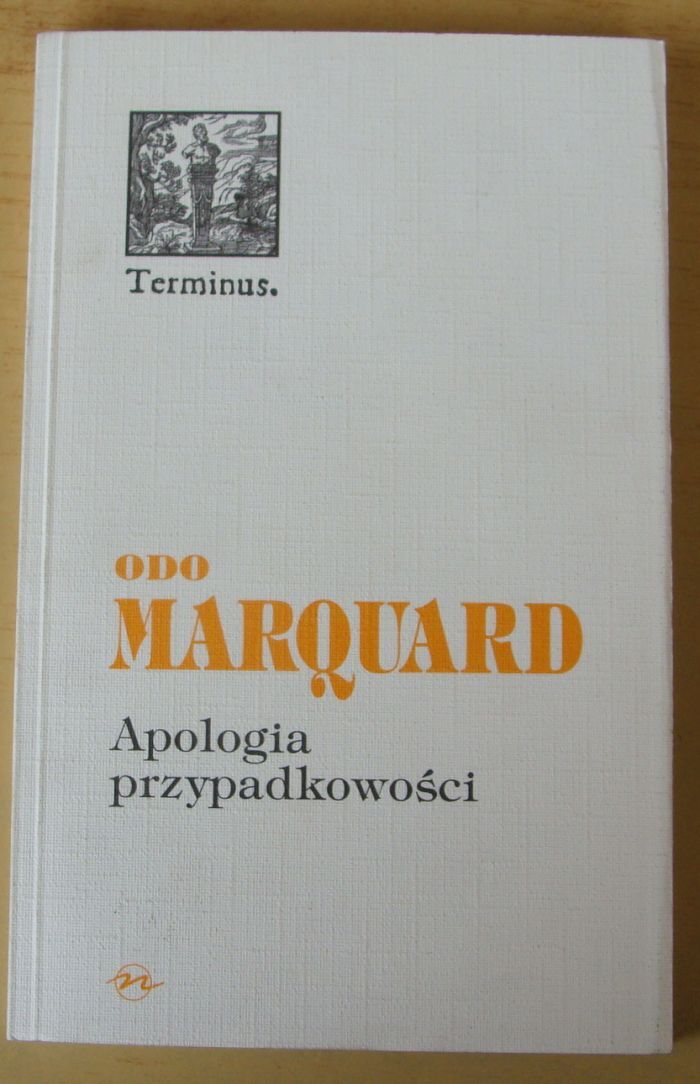 Terminus.
ODO
MARQUARD
Apologia
przypadkowości